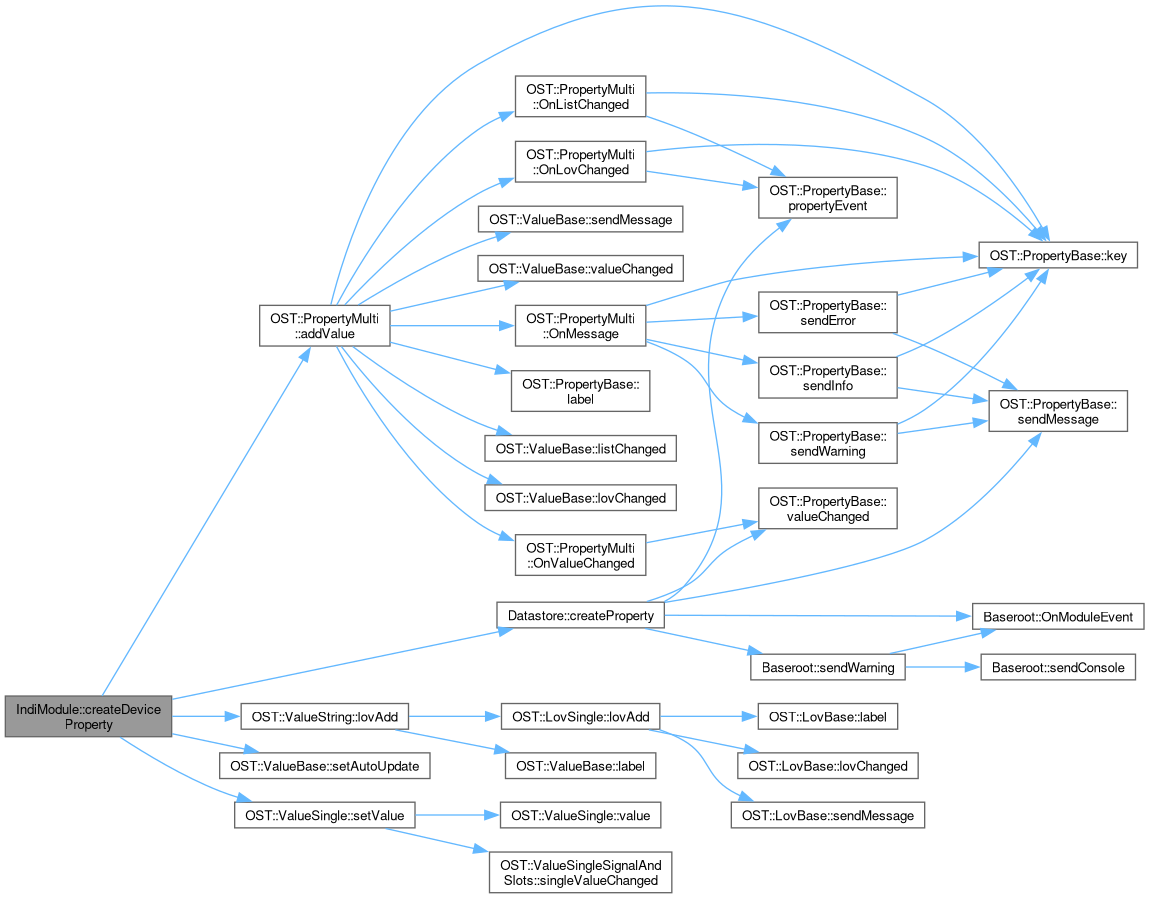 OST::PropertyMulti
::OnListChanged
OST::PropertyMulti
::OnLovChanged
OST::PropertyBase::
propertyEvent
OST::ValueBase::sendMessage
OST::PropertyBase::key
OST::ValueBase::valueChanged
OST::PropertyMulti
::addValue
OST::PropertyMulti
::OnMessage
OST::PropertyBase::
sendError
OST::PropertyBase::
sendInfo
OST::PropertyBase::
label
OST::PropertyBase::
sendMessage
OST::PropertyBase::
sendWarning
OST::ValueBase::listChanged
OST::ValueBase::lovChanged
OST::PropertyBase::
valueChanged
OST::PropertyMulti
::OnValueChanged
Datastore::createProperty
Baseroot::OnModuleEvent
Baseroot::sendWarning
Baseroot::sendConsole
IndiModule::createDevice
Property
OST::ValueString::lovAdd
OST::LovSingle::lovAdd
OST::LovBase::label
OST::ValueBase::setAutoUpdate
OST::ValueBase::label
OST::LovBase::lovChanged
OST::ValueSingle::setValue
OST::ValueSingle::value
OST::LovBase::sendMessage
OST::ValueSingleSignalAnd
Slots::singleValueChanged